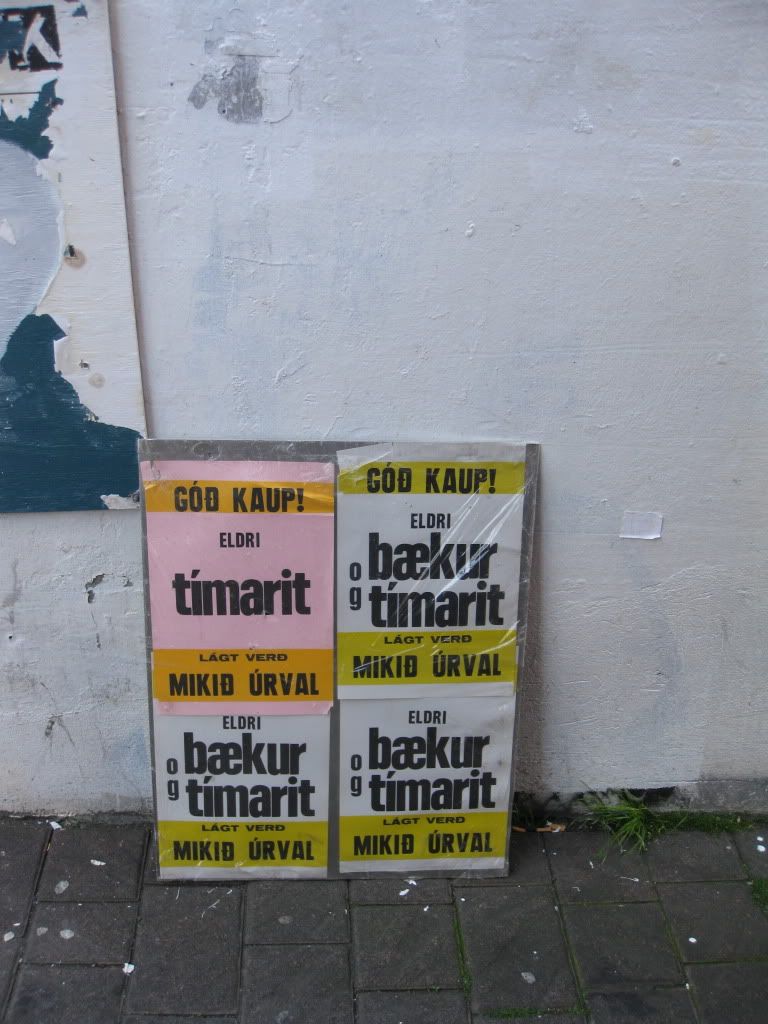 GÓÐ KAUP!
ELDRI
tímarit
LÁGT VERÐ
MIKIÐ ÚRVAL
GÓÐ KAUP!
ELDRI
bækur
og tímarit
LÁGT VERÐ
MIKIÐ ÚRVAL
ELDRI
bækur
og tímarit
LÁGT VERÐ
MIKIÐ ÚRVAL
ELDRI
bækur
og tímarit
LÁGT VERÐ
MIKIÐ ÚRVAL